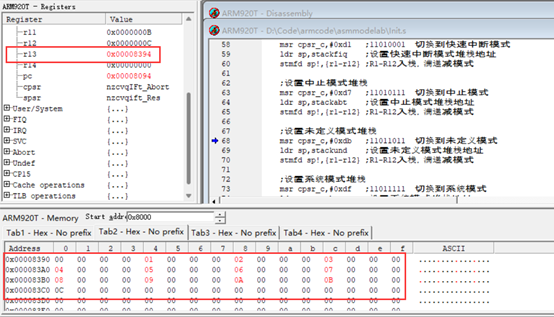 ARM920T - Registers
Register Value
r11 0x0000000B
r12 0x0000000C
r13 0x00008394
r14 0x00000000
pc 0x00008094
cpsr nzcvqIFt_Abort
spsr nzcvqift_Res
User/System {...}
FIQ {...}
IRQ {...}
SVC {...}
Abort {...}
Undef {...}
CP15 {...}
Cache operations {...}
TLB operations {...}
ARM920T - Disassembly
ARM920T - D:\Code\armcode\asmmodelab\Init.s
58 msr cpsr_c,#0xd1 ;11010001 切换到快速中断模式
59 ldr sp,stackfiq ;设置快速中断模式堆栈地址
60 stmfd sp!,{r1-r12} ;R1-R12入栈, 满递减模式
61
62 ;设置中止模式堆栈
63 msr cpsr_c,#0xd7 ;11010111 切换到中止模式
64 ldr sp,stackabt ;设置中止模式堆栈地址
65 stmfd sp!,{r1-r12} ;R1-R12入栈, 满递减模式
66
67 ;设置未定义模式堆栈
68 msr cpsr_c,#0xdb ;11011011 切换到未定义模式
69 ldr sp,stackund ;设置未定义模式堆栈地址
70 stmfd sp!,{r1-r12} ;R1-R12入栈, 满递减模式
71
72 ;设置系统模式堆栈
73 msr cpsr_c,#0xdf ;11011111 切换到系统模式
ARM920T - Memory Start addre 0x8000
Tab1 - Hex - No prefix Tab2 - Hex - No prefix Tab3 - Hex - No prefix Tab4 - Hex - No prefix
Address 0 1 2 3 4 5 6 7 8 9 a b c d e f ASCII
0x00008390 00 00 00 00 01 00 00 00 02 00 00 00 03 00 00 00 ................
0x000083A0 04 00 00 00 05 00 00 00 06 00 00 00 07 00 00 00 ................
0x000083B0 08 00 00 00 09 00 00 00 0A 00 00 00 0B 00 00 00 ................
0x000083C0 0C 00 00 00 00 00 00 00 00 00 00 00 00 00 00 00 ................
0x000083D0 00 00 00 00 00 00 00 00 00 00 00 00 00 00 00 00 ................